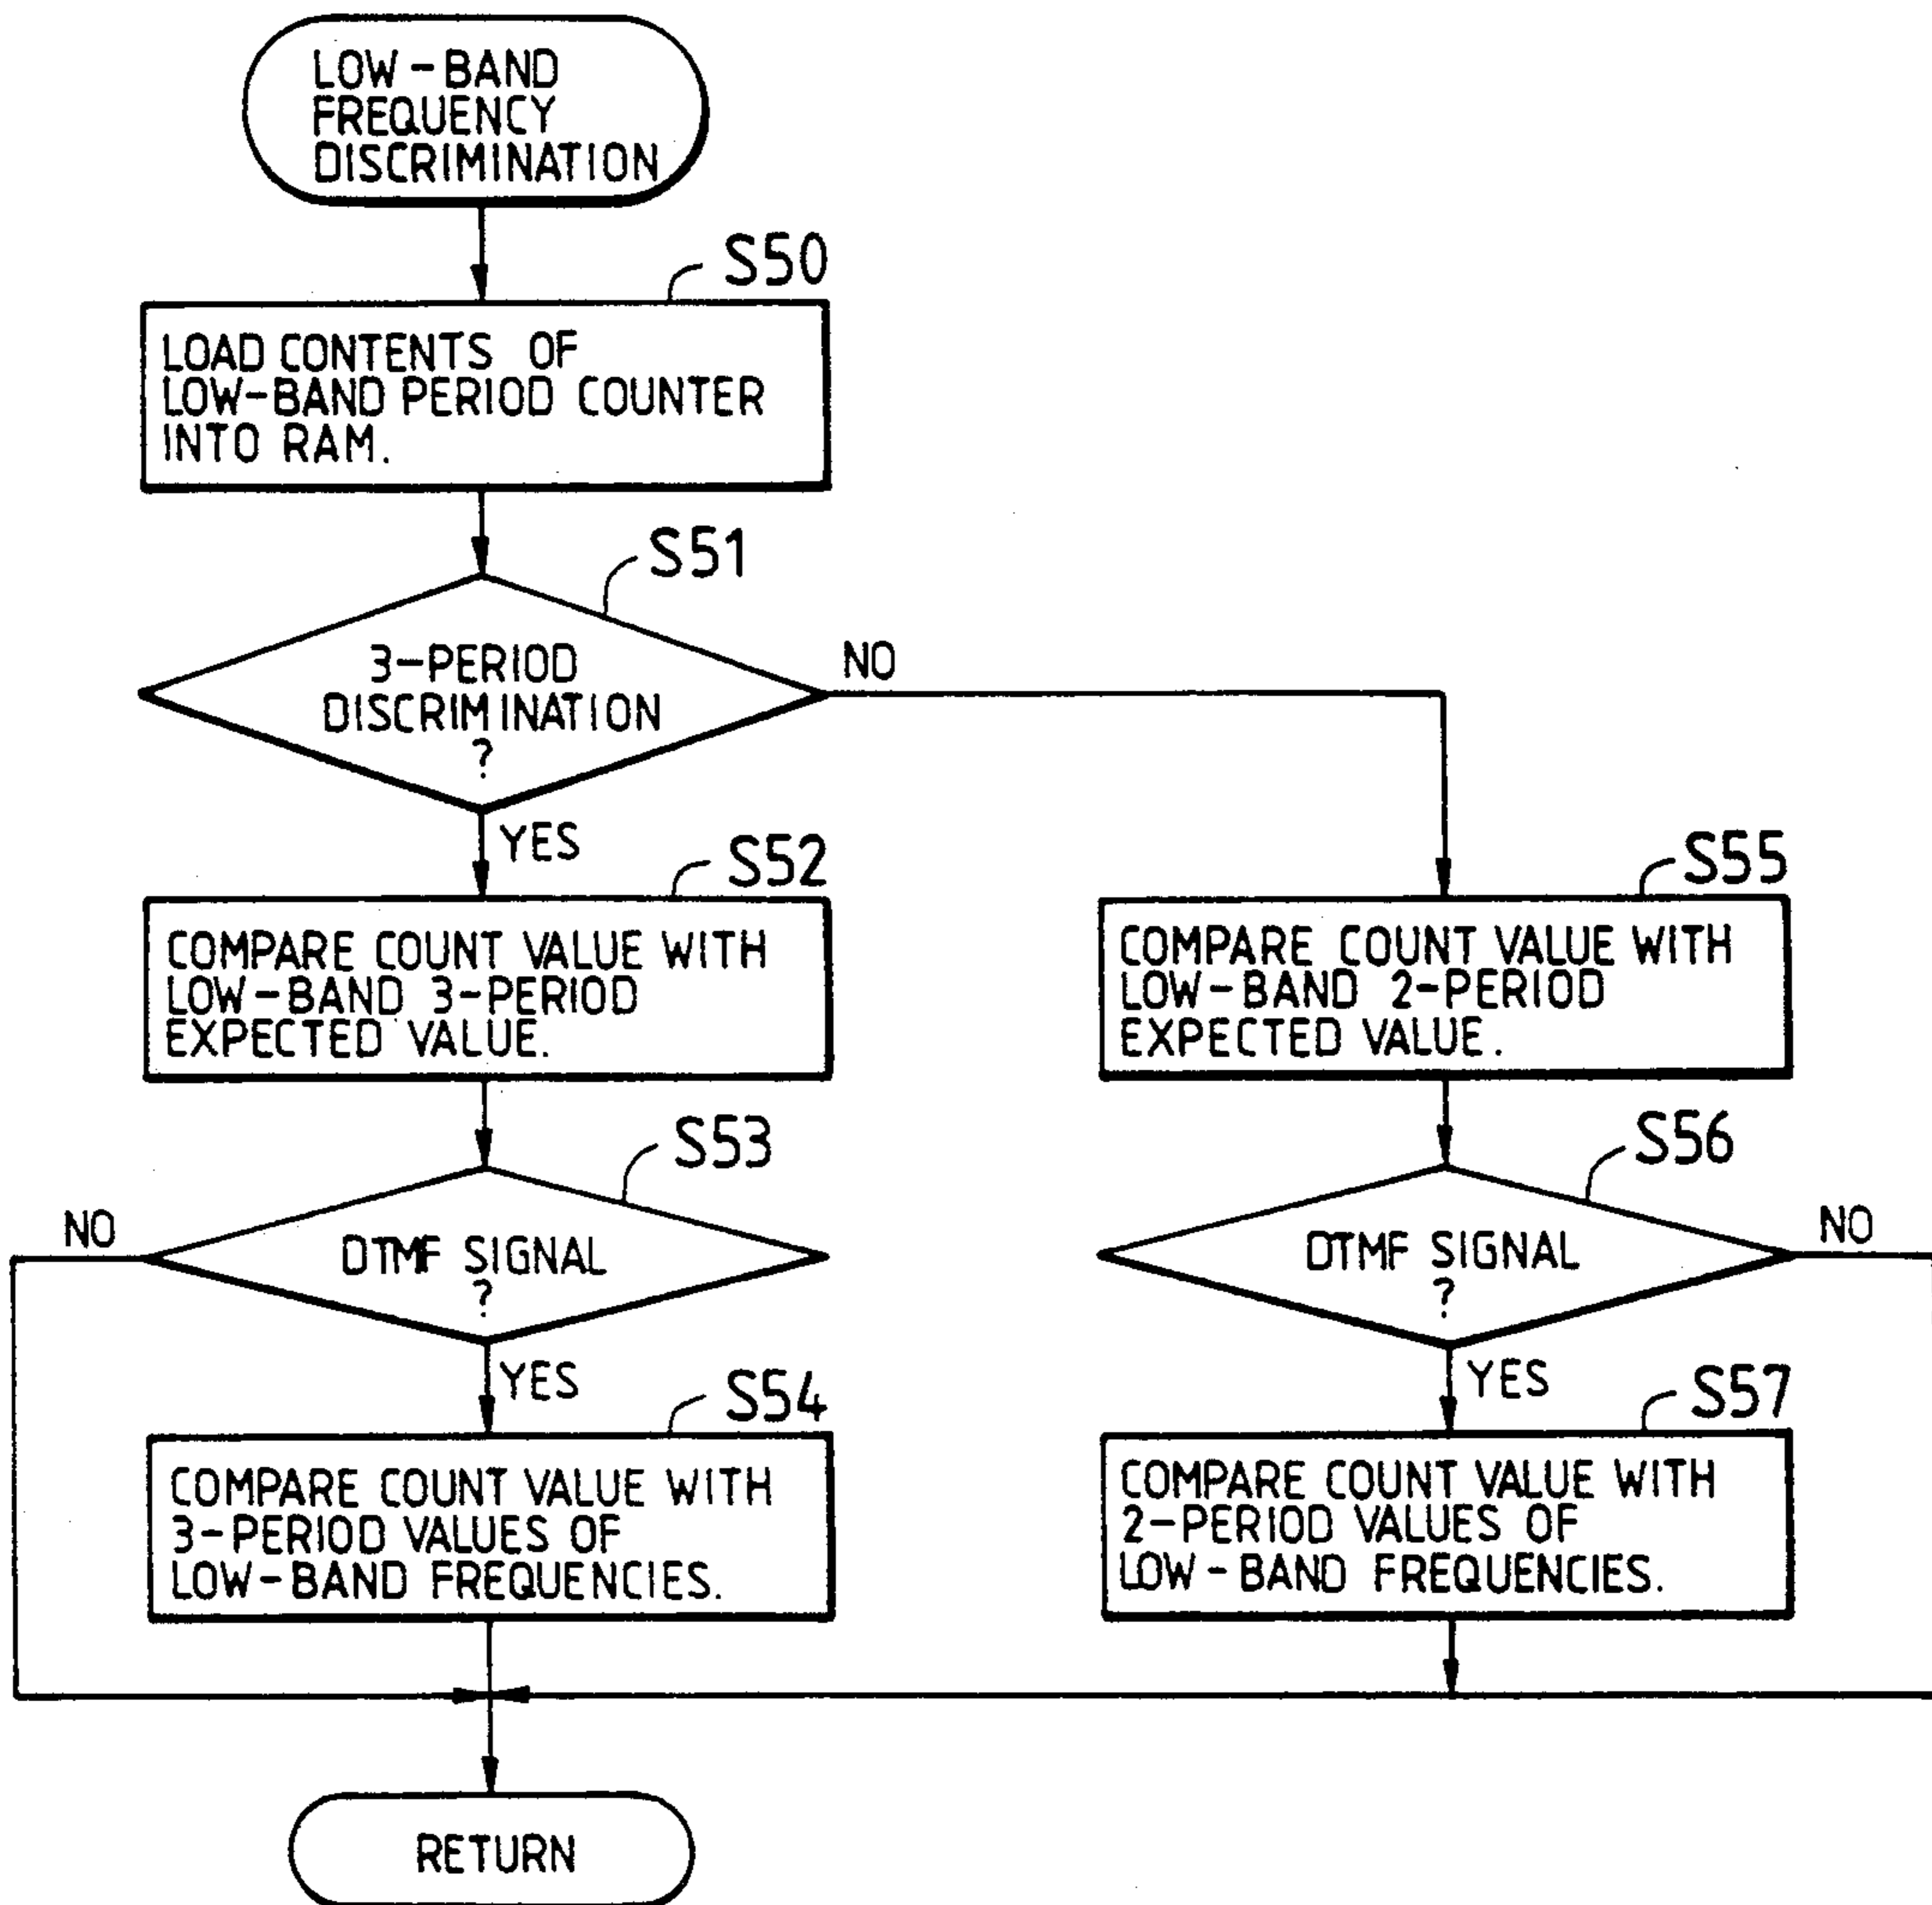 LOW-BAND
FREQUENCY
DISCRIMINATION
S50
LOAD CONTENTS OF
LOW-BAND PERIOD COUNTER
INTO RAM.
S51
3-PERIOD
DISCRIMINATION
?
NO
YES
S52
COMPARE COUNT VALUE WITH
LOW-BAND 3-PERIOD
EXPECTED VALUE.
S55
COMPARE COUNT VALUE WITH
LOW-BAND 2-PERIOD
EXPECTED VALUE.
S53
DTMF SIGNAL
?
NO
YES
S56
DTMF SIGNAL
?
NO
YES
S54
COMPARE COUNT VALUE WITH
3-PERIOD VALUES OF
LOW-BAND FREQUENCIES.
S57
COMPARE COUNT VALUE WITH
2-PERIOD VALUES OF
LOW-BAND FREQUENCIES.
RETURN